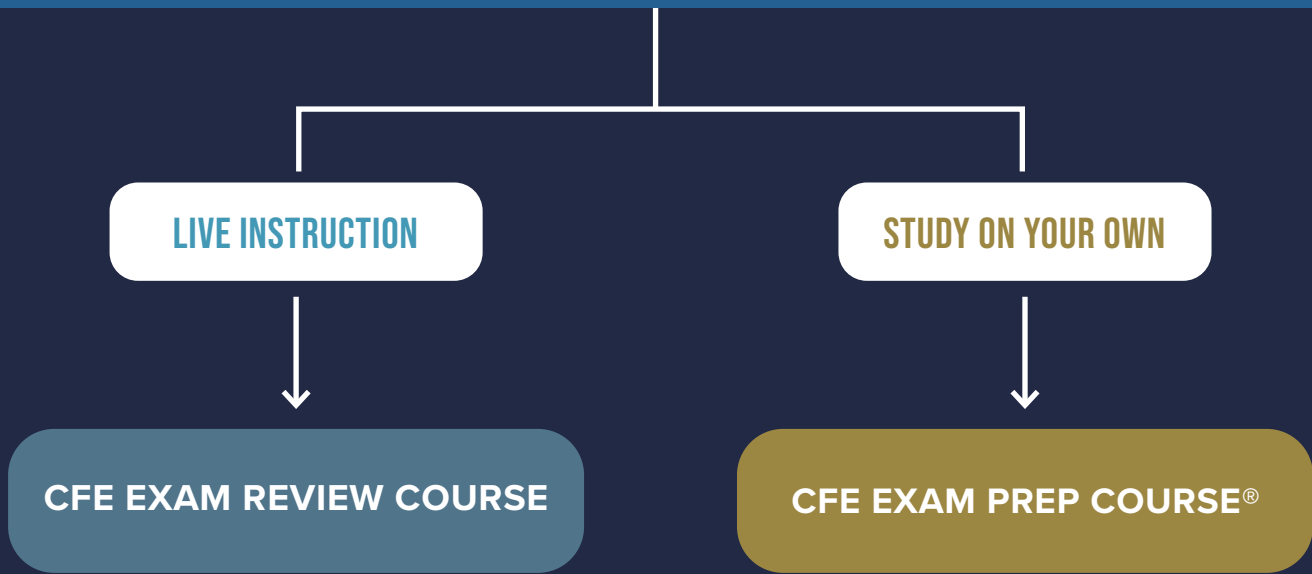 LIVE INSTRUCTION
STUDY ON YOUR OWN
CFE EXAM REVIEW COURSE
CFE EXAM PREP COURSE®